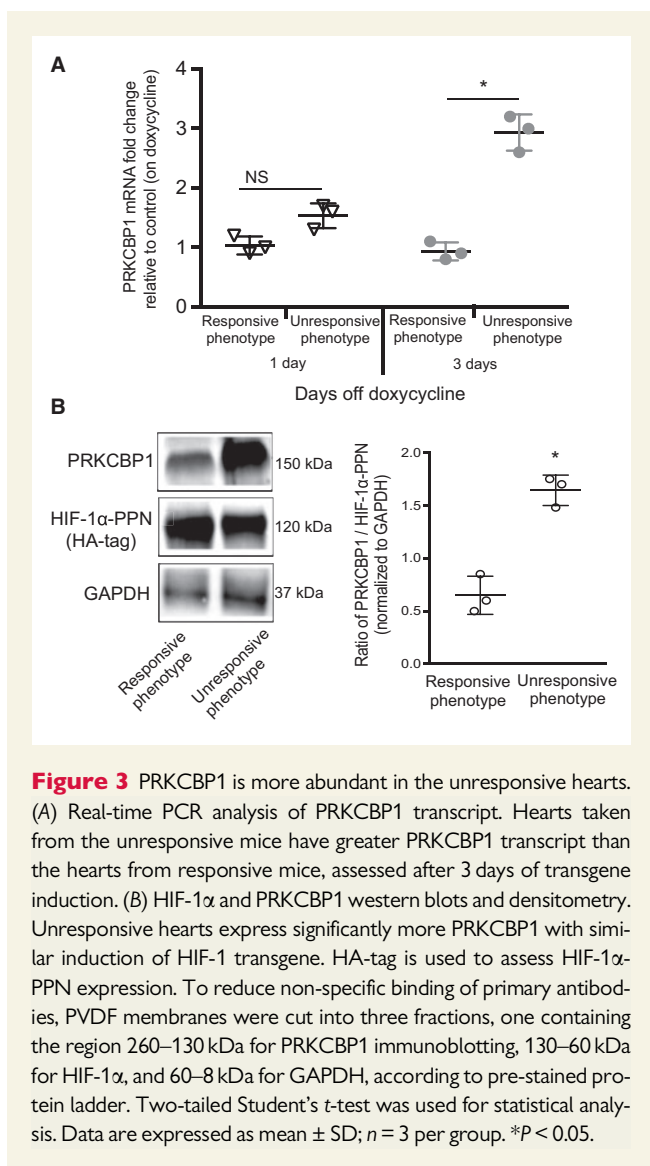 A
PRKCBP1 mRNA fold change
relative to control (on doxycycline)
4
3
2
1
0
NS
*
Responsive
phenotype
Unresponsive
phenotype
Responsive
phenotype
Unresponsive
phenotype
1 day
3 days
Days off doxycycline
B
PRKCBP1
150 kDa
HIF-1α-PPN
(HA-tag)
120 kDa
GAPDH
37 kDa
Responsive
phenotype
Unresponsive
phenotype
Ratio of PRKCBP1 / HIF-1α-PPN
(normalized to GAPDH)
2.0
1.5
1.0
0.5
0.0
*
Responsive
phenotype
Unresponsive
phenotype
Figure 3 PRKCBP1 is more abundant in the unresponsive hearts.
(A) Real-time PCR analysis of PRKCBP1 transcript. Hearts taken
from the unresponsive mice have greater PRKCBP1 transcript than
the hearts from responsive mice, assessed after 3 days of transgene
induction. (B) HIF-1α and PRKCBP1 western blots and densitometry.
Unresponsive hearts express significantly more PRKCBP1 with simi-
lar induction of HIF-1 transgene. HA-tag is used to assess HIF-1α-
PPN expression. To reduce non-specific binding of primary antibod-
ies, PVDF membranes were cut into three fractions, one containing
the region 260–130 kDa for PRKCBP1 immunoblotting, 130–60 kDa
for HIF-1α, and 60–8 kDa for GAPDH, according to pre-stained pro-
tein ladder. Two-tailed Student's t-test was used for statistical analy-
sis. Data are expressed as mean ± SD; n = 3 per group. *P < 0.05.